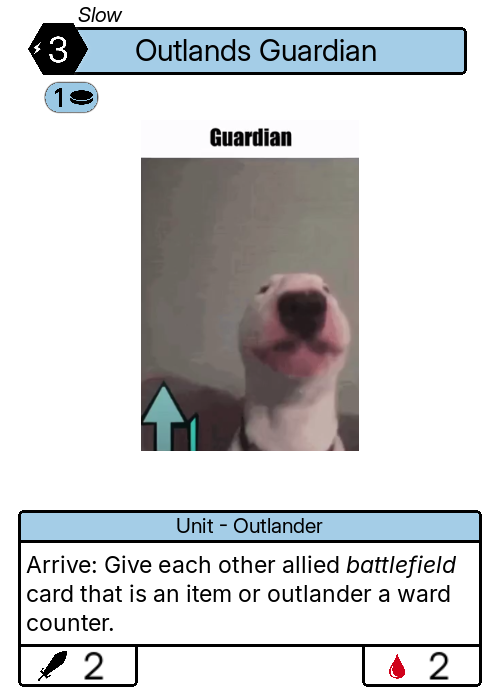 Slow
3
Outlands Guardian
1
Guardian
Unit - Outlander
Arrive: Give each other allied battlefield
card that is an item or outlander a ward
counter.
2
2